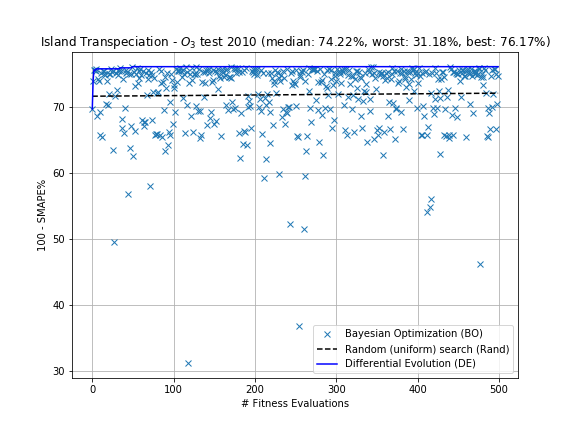 Island Transpeciation - O3 test 2010 (median: 74.22%, worst: 31.18%, best: 76.17%)
100 - SMAPE%
70
60
50
40
30
0
100
200
300
400
500
# Fitness Evaluations
Bayesian Optimization (BO)
Random (uniform) search (Rand)
Differential Evolution (DE)